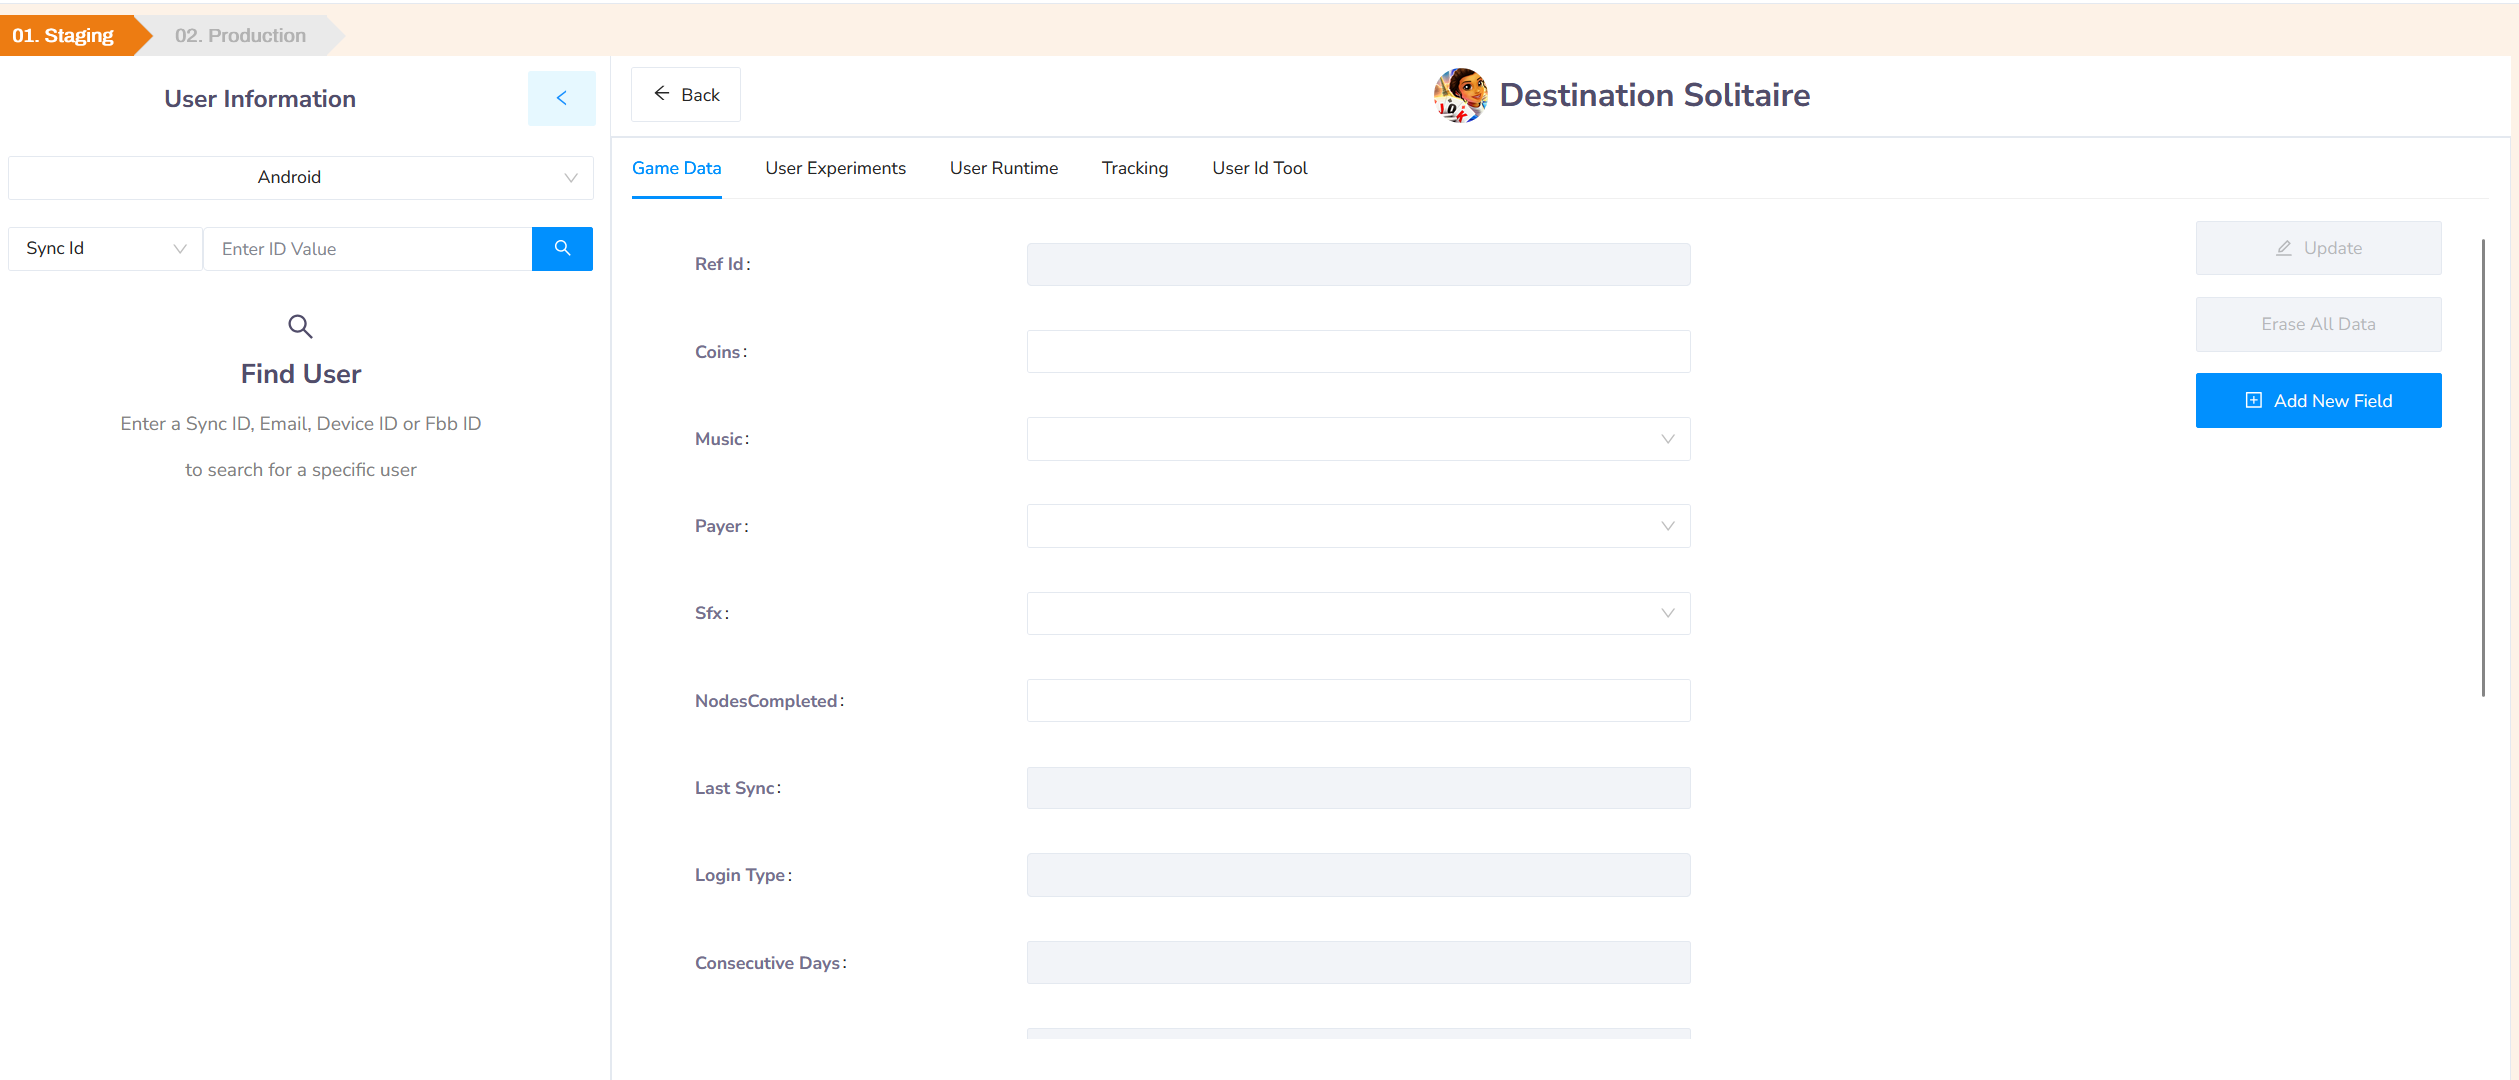 01. Staging
02. Production
User Information
Android
Sync Id
Enter ID Value
Find User
Enter a Sync ID, Email, Device ID or Fbb ID
to search for a specific user
Back
Destination Solitaire
Game Data
User Experiments
User Runtime
Tracking
User Id Tool
Ref Id:
Coins:
Music:
Payer:
Sfx:
NodesCompleted:
Last Sync:
Login Type:
Consecutive Days:
Update
Erase All Data
Add New Field